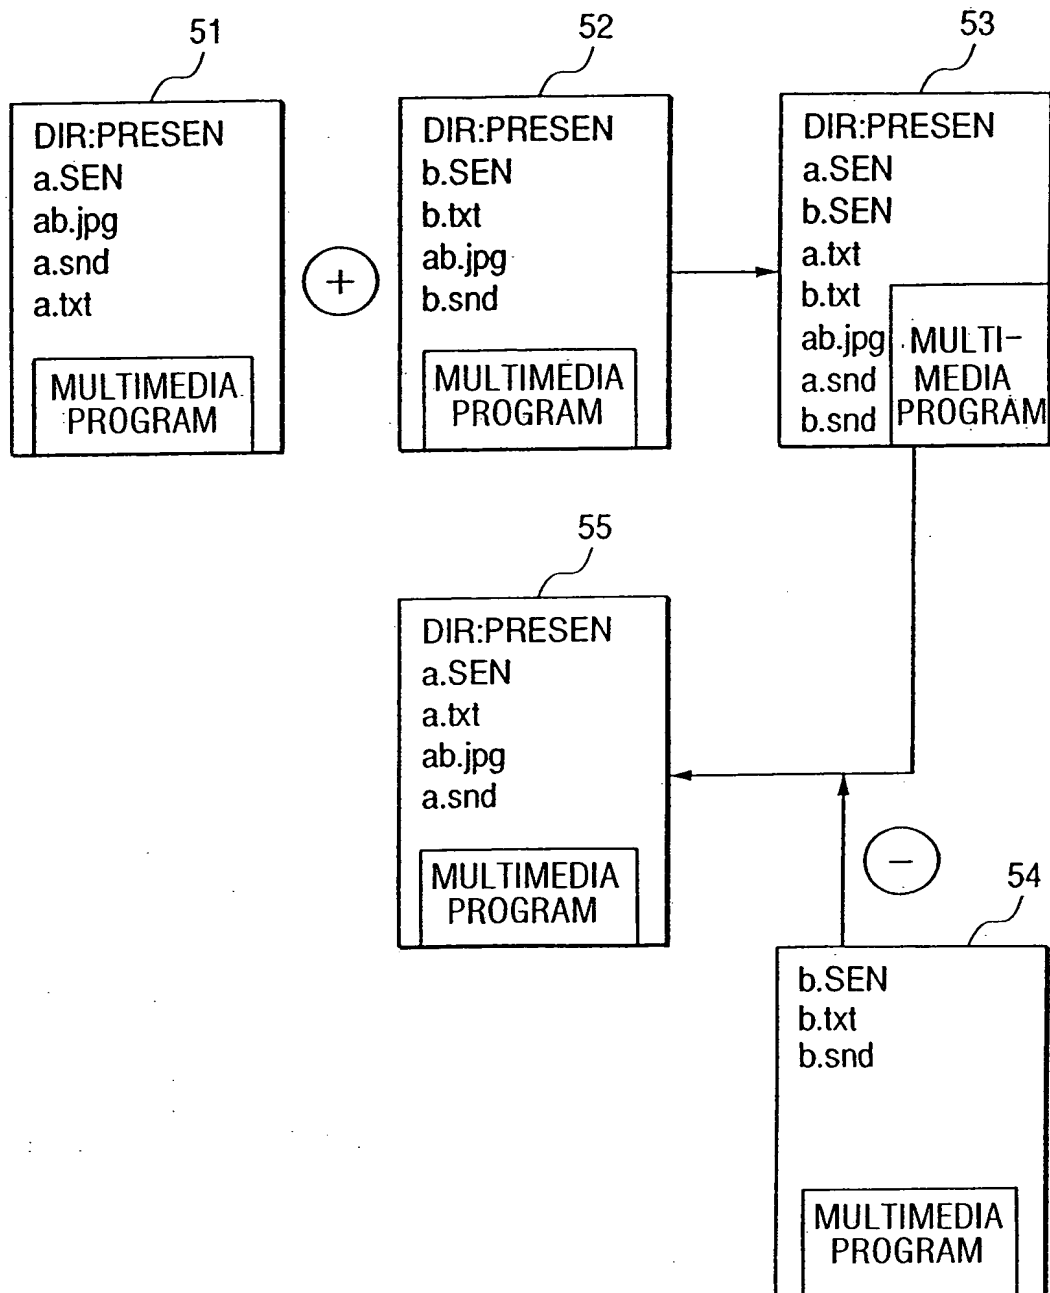 51
DIR:PRESEN
a.SEN
ab.jpg
a.snd
a.txt
MULTIMEDIA
PROGRAM
+
52
DIR:PRESEN
b.SEN
b.txt
ab.jpg
b.snd
MULTIMEDIA
PROGRAM
53
DIR:PRESEN
a.SEN
b.SEN
a.txt
b.txt
ab.jpg
a.snd
b.snd
MULTI-
MEDIA
PROGRAM
55
DIR:PRESEN
a.SEN
a.txt
ab.jpg
a.snd
MULTIMEDIA
PROGRAM
−
54
b.SEN
b.txt
b.snd
MULTIMEDIA
PROGRAM